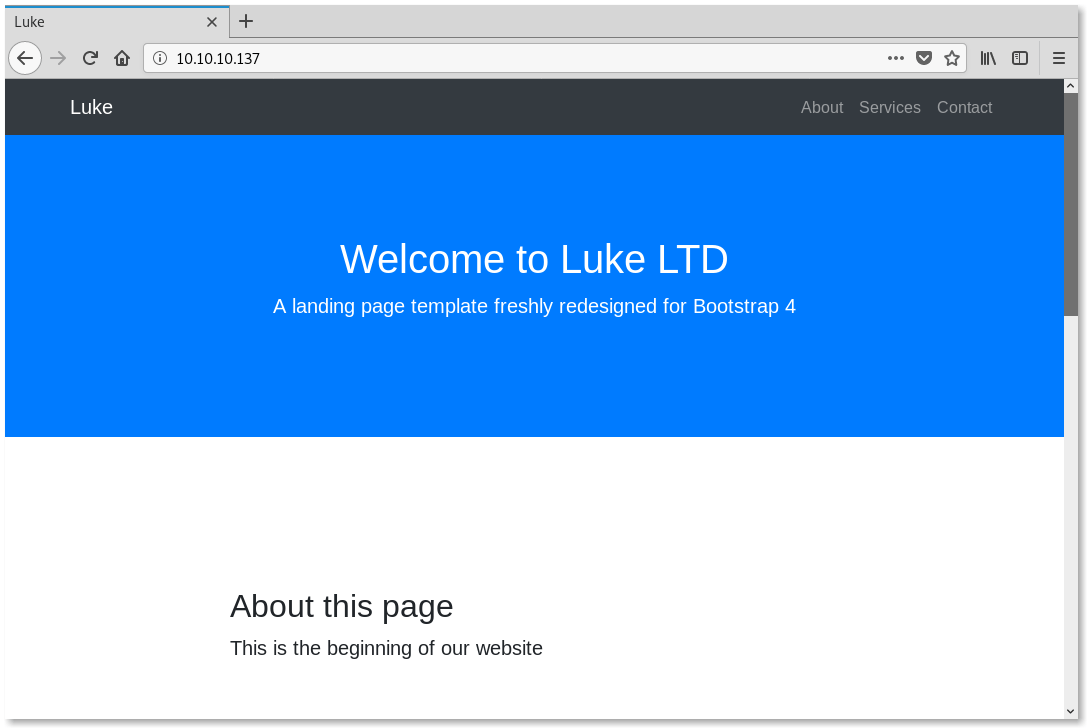 Luke
10.10.10.137
Luke
About Services Contact
Welcome to Luke LTD
A landing page template freshly redesigned for Bootstrap 4
About this page
This is the beginning of our website